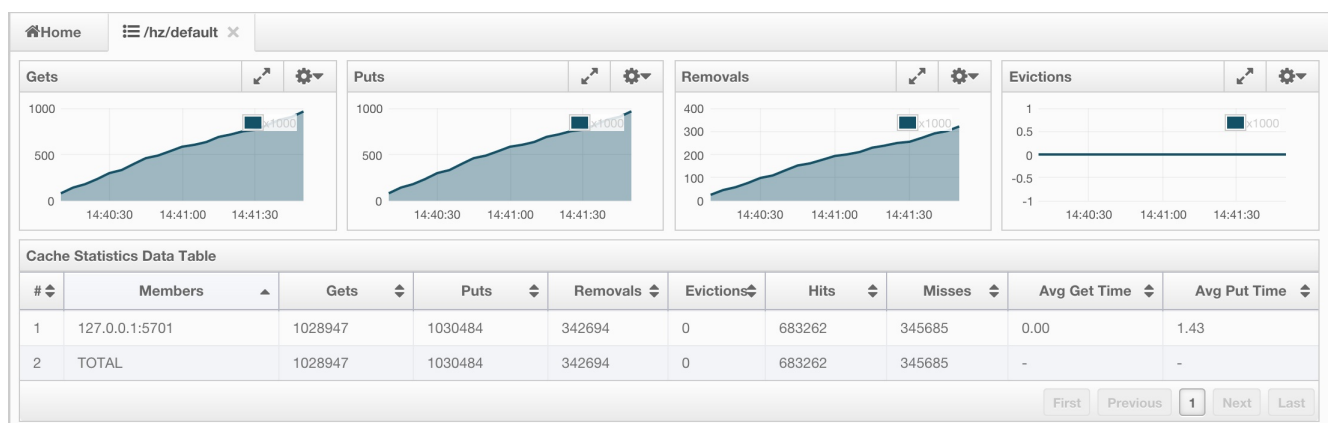 Home /hz/default
Gets Puts Removals Evictions
1000
500
0
x1000
14:40:30 14:41:00 14:41:30
1000
500
0
x1000
14:40:30 14:41:00 14:41:30
400
300
200
100
0
x1000
14:40:30 14:41:00 14:41:30
1
0.5
0
-0.5
-1
x1000
14:40:30 14:41:00 14:41:30
Cache Statistics Data Table
# Members Gets Puts Removals Evictions Hits Misses Avg Get Time Avg Put Time
1 127.0.0.1:5701 1028947 1030484 342694 0 683262 345685 0.00 1.43
2 TOTAL 1028947 1030484 342694 0 683262 345685 - -
First Previous 1 Next Last